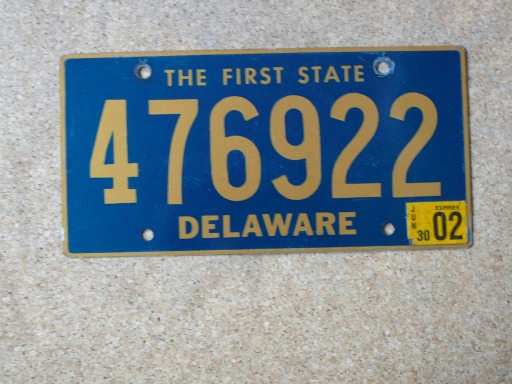 THE FIRST STATE
476922
DELAWARE
JUN
EXPIRES
30 02